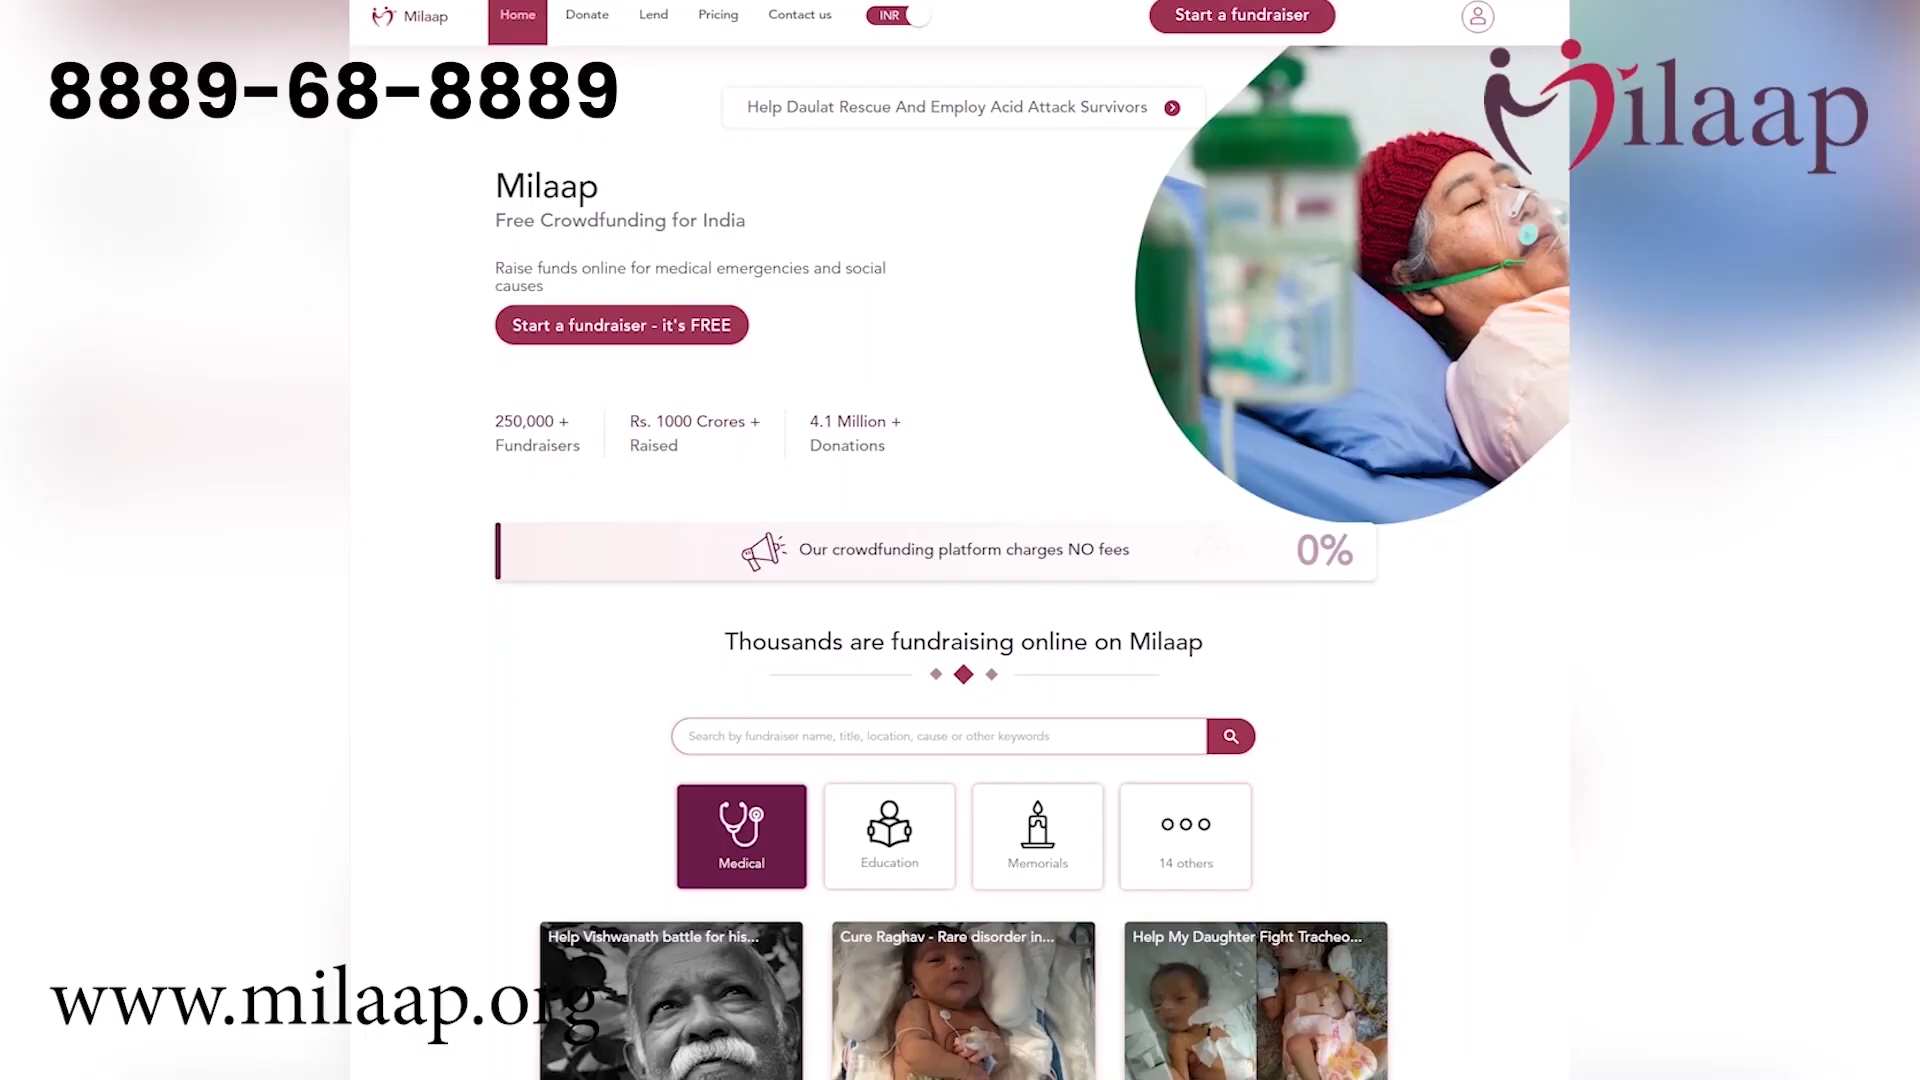 Milaap
Home Donate Lend Pricing Contact us INR Start a fundraiser
8889-68-8889
Milaap
Help Daulat Rescue And Employ Acid Attack Survivors
Milaap
Free Crowdfunding for India
Raise funds online for medical emergencies and social
causes
Start a fundraiser - it's FREE
250,000 + Rs. 1000 Crores + 4.1 Million +
Fundraisers Raised Donations
Our crowdfunding platform charges NO fees 0%
Thousands are fundraising online on Milaap
Search by fundraiser name, title, location, cause or other keywords
Medical Education Memorials 14 others
Help Vishwanath battle for his... Cure Raghav - Rare disorder in... Help My Daughter Fight Tracheo...
www.milaap.org